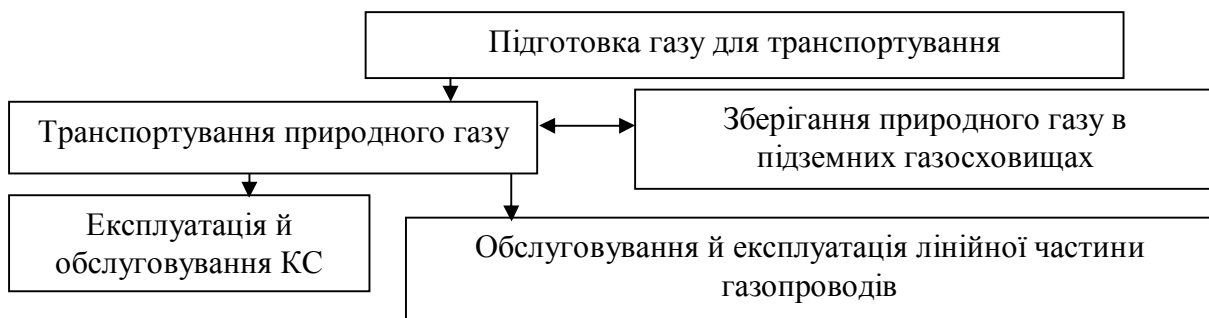 Підготовка газу для транспортування
Транспортування природного газу
Зберігання природного газу в
підземних газосховищах
Експлуатація й
обслуговування КС
Обслуговування й експлуатація лінійної частини
газопроводів